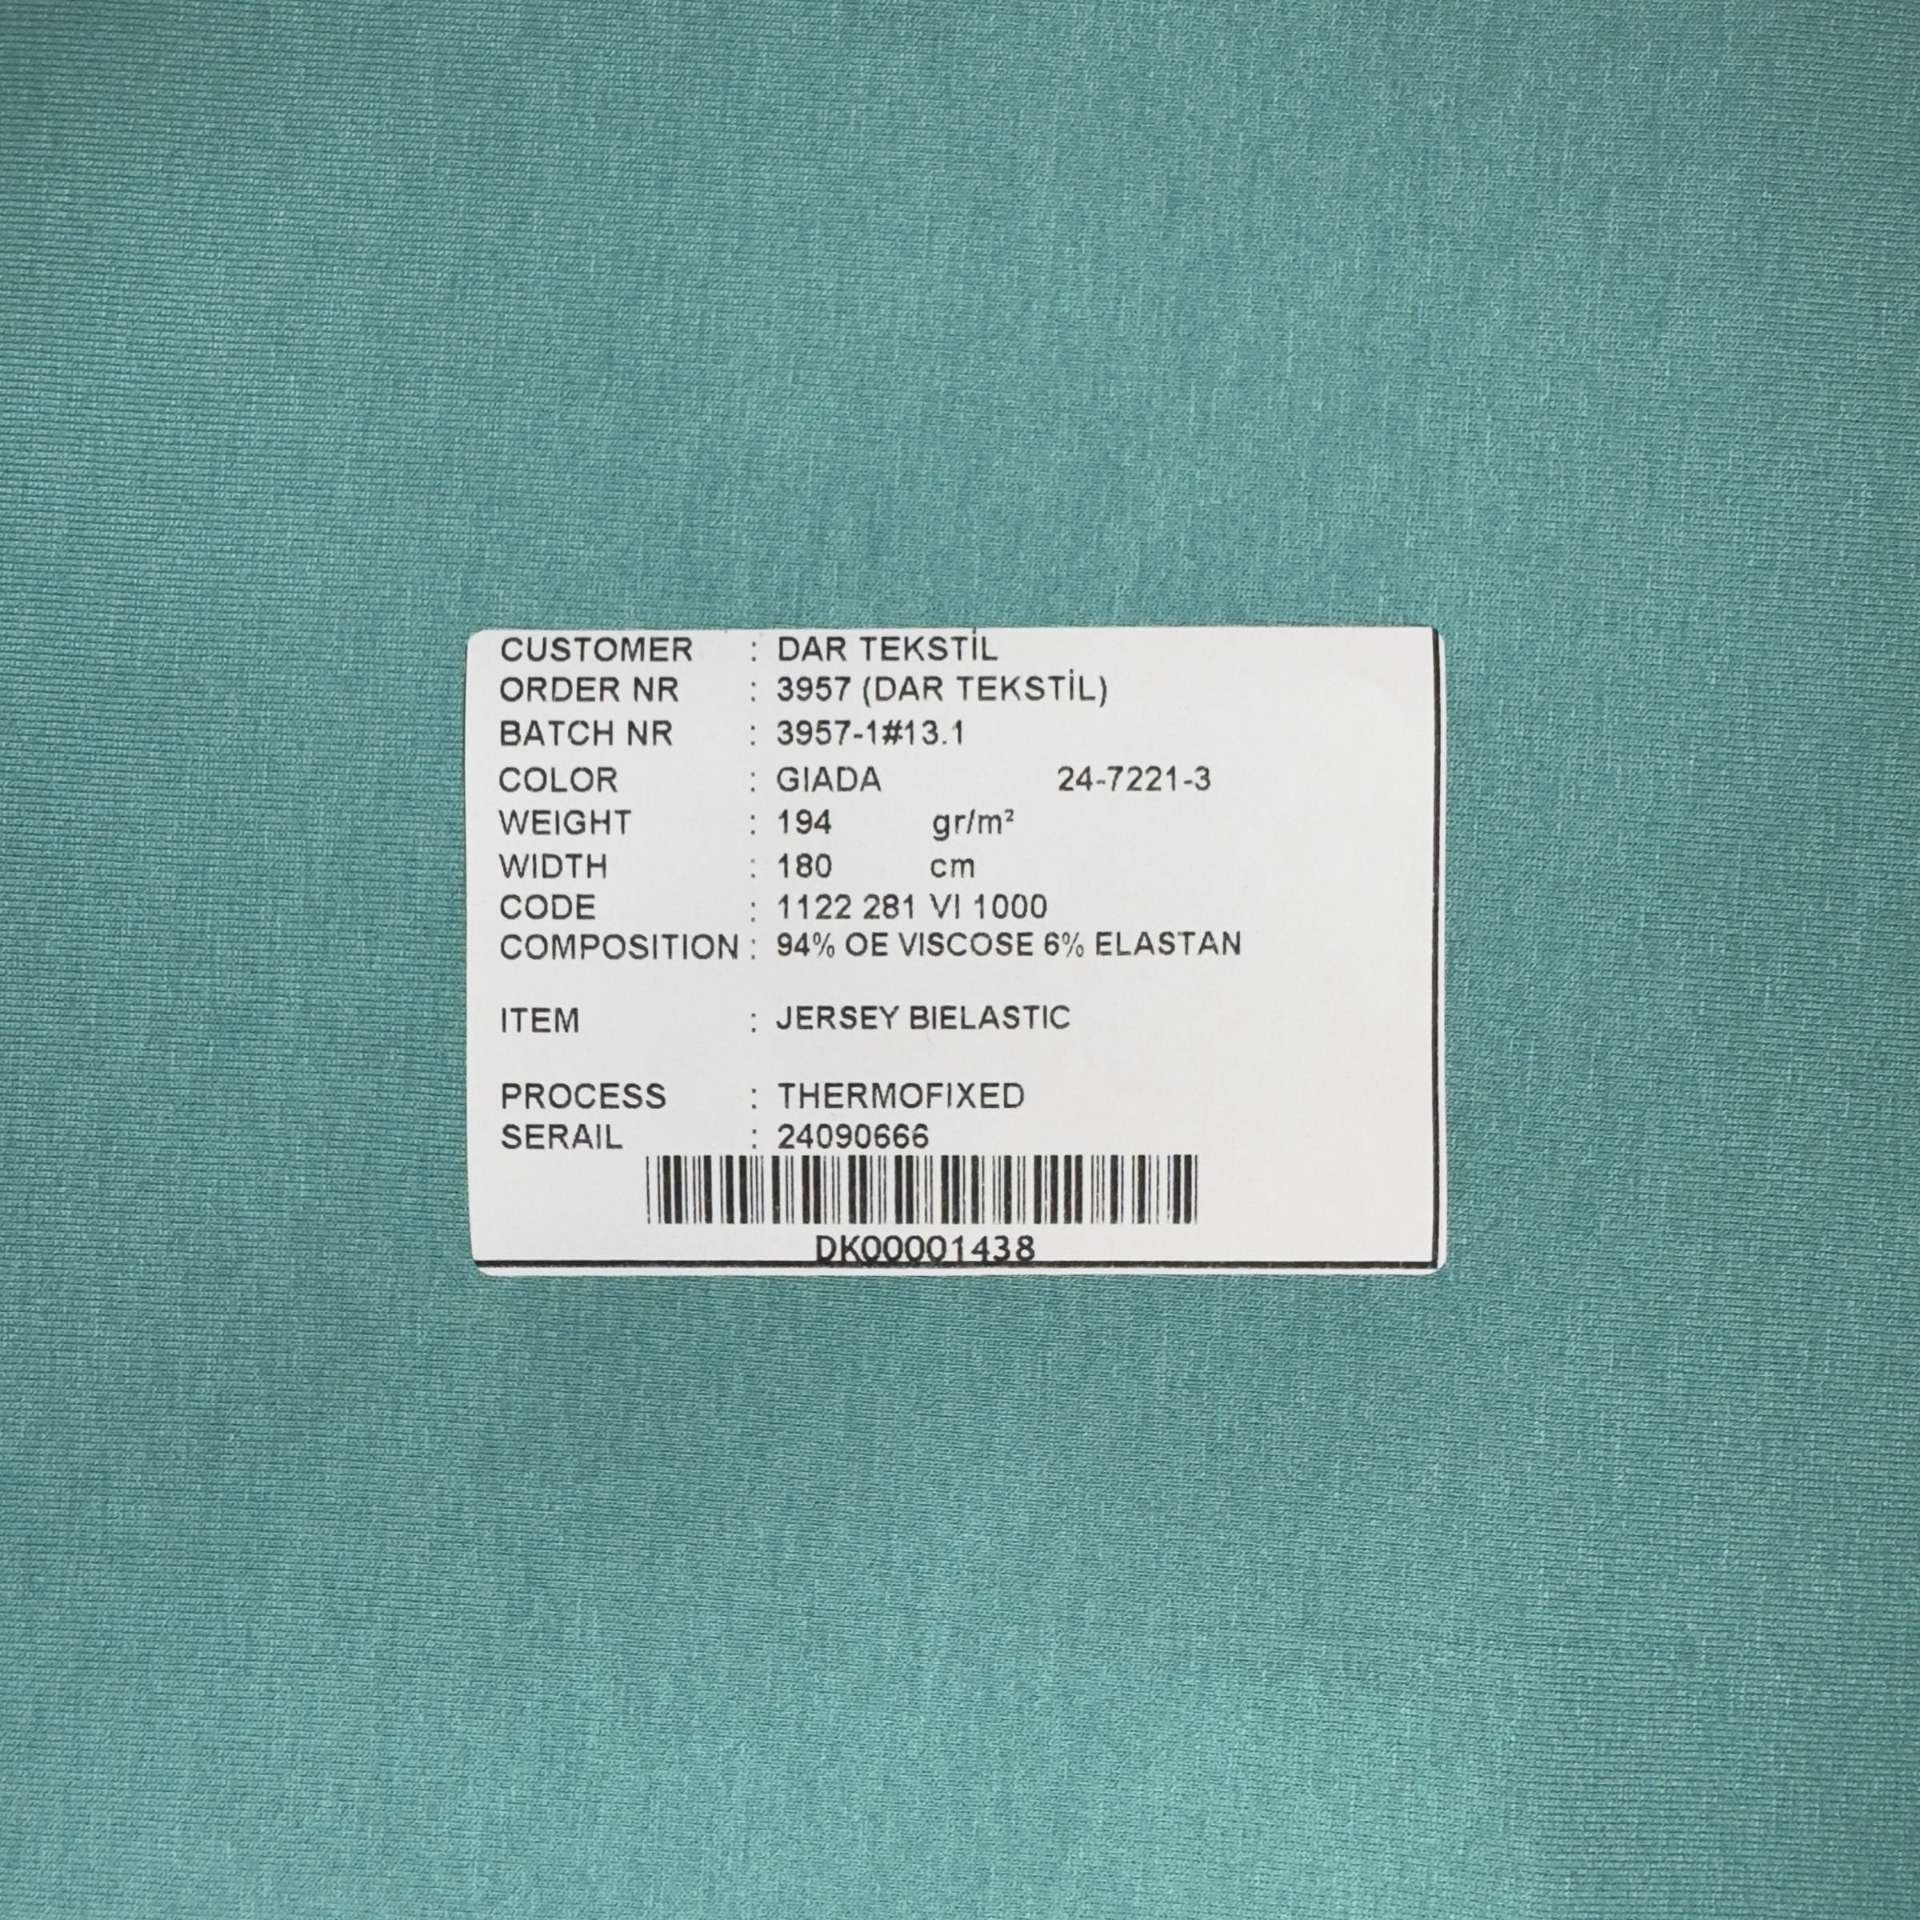 CUSTOMER : DAR TEKSTİL
ORDER NR : 3957 (DAR TEKSTİL)
BATCH NR : 3957-1#13.1
COLOR : GIADA 24-7221-3
WEIGHT : 194 gr/m²
WIDTH : 180 cm
CODE : 1122 281 VI 1000
COMPOSITION : 94% OE VISCOSE 6% ELASTAN
ITEM : JERSEY BIELASTIC
PROCESS : THERMOFIXED
SERAIL : 24090666
DK00001438